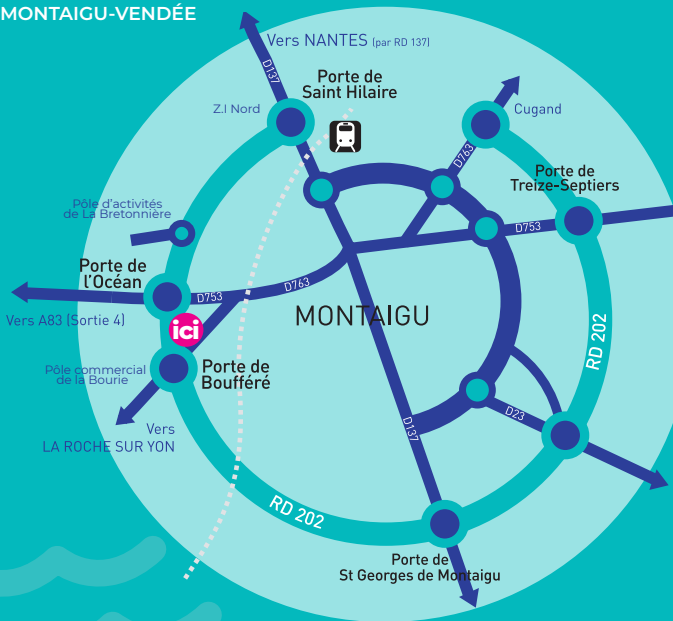 MONTAIGU-VENDÉE
Vers NANTES (par RD 137)
D137
Porte de
Saint Hilaire
Z.I Nord
Cugand
D763
Porte de
Treize-Septiers
Pôle d'activités
de La Bretonnière
D753
Porte de
l'Océan
D753
D763
Vers A83 (Sortie 4)
ici
MONTAIGU
RD 202
Pôle commercial
de la Bourie
Porte de
Boufféré
Vers
LA ROCHE SUR YON
D137
D23
RD 202
Porte de
St Georges de Montaigu